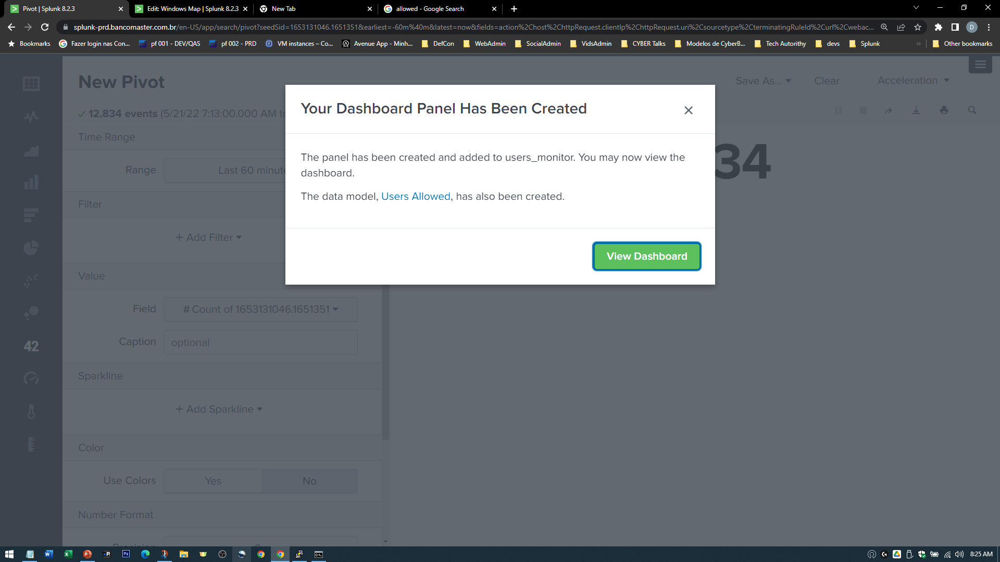 Pivot | Splunk 8.2.3
Edit: Windows Map | Splunk 8.2.3
New Tab
allowed - Google Search
splunk-prd.bancomaster.com.br/en-US/app/search/pivot?seedSid=1653131046.1651351&earliest=-60m%40m&latest=now&fields=action%2Chost%2ChttpRequest.clientIp%2ChttpRequest.uri%2Csourcetype%2CterminatingRuleId%2Curl%2Cwebac...
D
Bookmarks
Fazer login nas Con...
pf 001 - DEV/QAS
pf 002 - PRD
VM instances – Co...
Avenue App - Minh...
DefCon
WebAdmin
SocialAdmin
VidsAdmin
CYBER Talks
Modelos de CyberB...
Tech Autority
devs
Splunk
»
Other bookmarks
New Pivot
Save As...
Clear
Acceleration
12,834 events (5/21/22 7:13:00.000 AM to
34
Your Dashboard Panel Has Been Created
The panel has been created and added to users_monitor. You may now view the
dashboard.
The data model, Users Allowed, has also been created.
View Dashboard
Time Range
Range
Last 60 minute
Filter
+ Add Filter
Value
Field
# Count of 1653131046.1651351
Caption
optional
42
Sparkline
+ Add Sparkline
Color
Use Colors
Yes
No
Number Format
Precision
8:25 AM